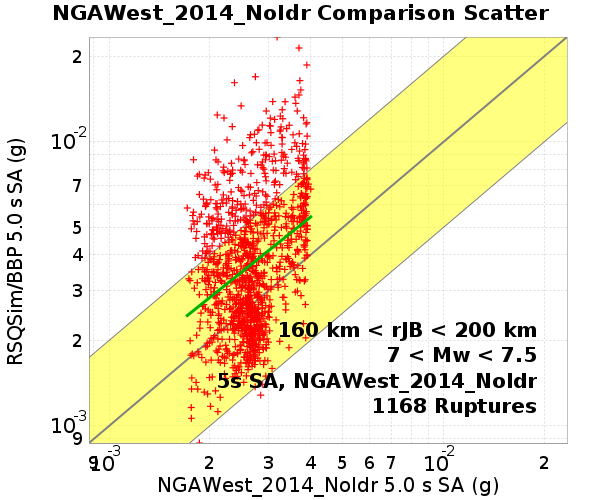 NGAWest_2014_NoIdr Comparison Scatter
RSQSim/BBP 5.0 s SA (g)
2
10-2
7
5
4
3
2
10-3
9
160 km < rJB < 200 km
7 < Mw < 7.5
5s SA, NGAWest_2014_NoIdr
1168 Ruptures
9 10-3 2 3 4 5 6 7 10-2 2
NGAWest_2014_NoIdr 5.0 s SA (g)